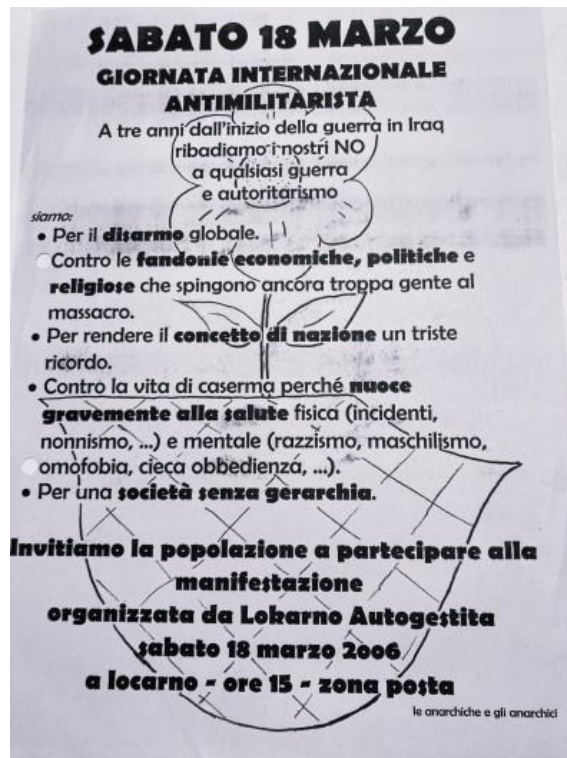 SABATO 18 MARZO
GIORNATA INTERNAZIONALE
ANTIMILITARISTA
A tre anni dall'inizio della guerra in Iraq
ribadiamo i nostri NO
a qualsiasi guerra
e autoritarismo
siamo:
• Per il disarmo globale.
Contro le fandonie economiche, politiche e
religiose che spingono ancora troppa gente al
massacro.
• Per rendere il concetto di nazione un triste
ricordo.
• Contro la vita di caserma perché nuoce
gravemente alla salute fisica (incidenti,
nonnismo, ...) e mentale (razzismo, maschilismo,
omofobia, cieca obbedienza, ...).
• Per una società senza gerarchia.
Invitiamo la popolazione a partecipare alla
manifestazione
organizzata da Lokarno Autogestita
sabato 18 marzo 2006
a locarno - ore 15 - zona posta
le anarchiche e gli anarchici